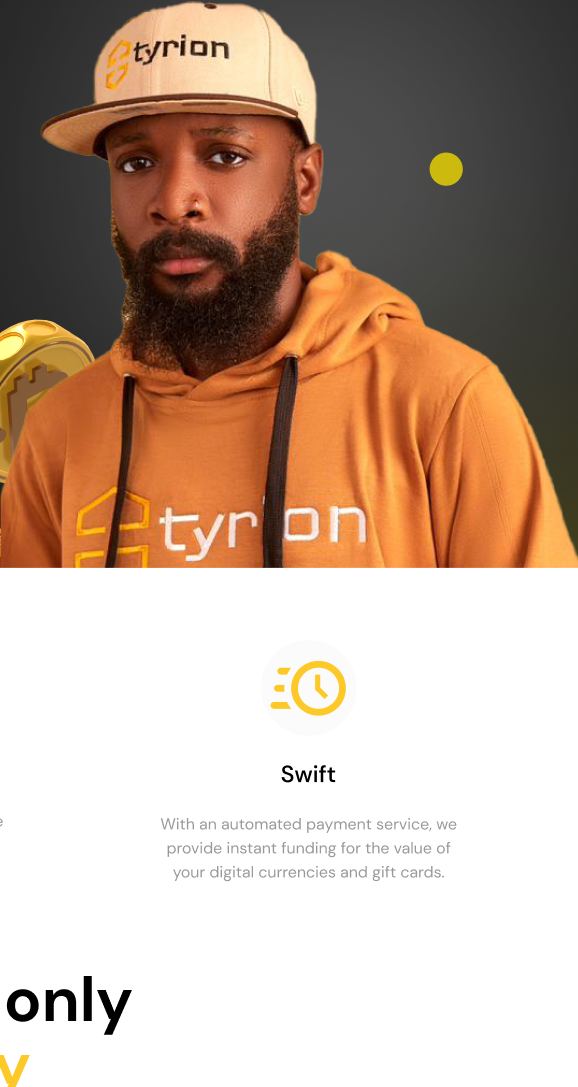 tyrion
tyrion
Swift
e
With an automated payment service, we
provide instant funding for the value of
your digital currencies and gift cards.
only
y